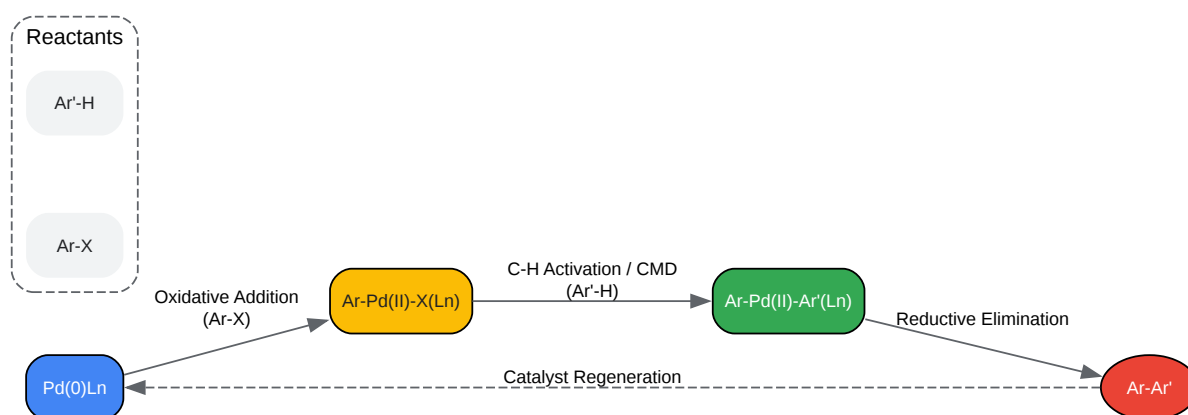 Reactants
Ar'-H
Ar-X
Oxidative Addition
(Ar-X)
Ar-Pd(II)-X(Ln)
C-H Activation / CMD
(Ar'-H)
Ar-Pd(II)-Ar'(Ln)
Reductive Elimination
Pd(0)Ln
Catalyst Regeneration
Ar-Ar'